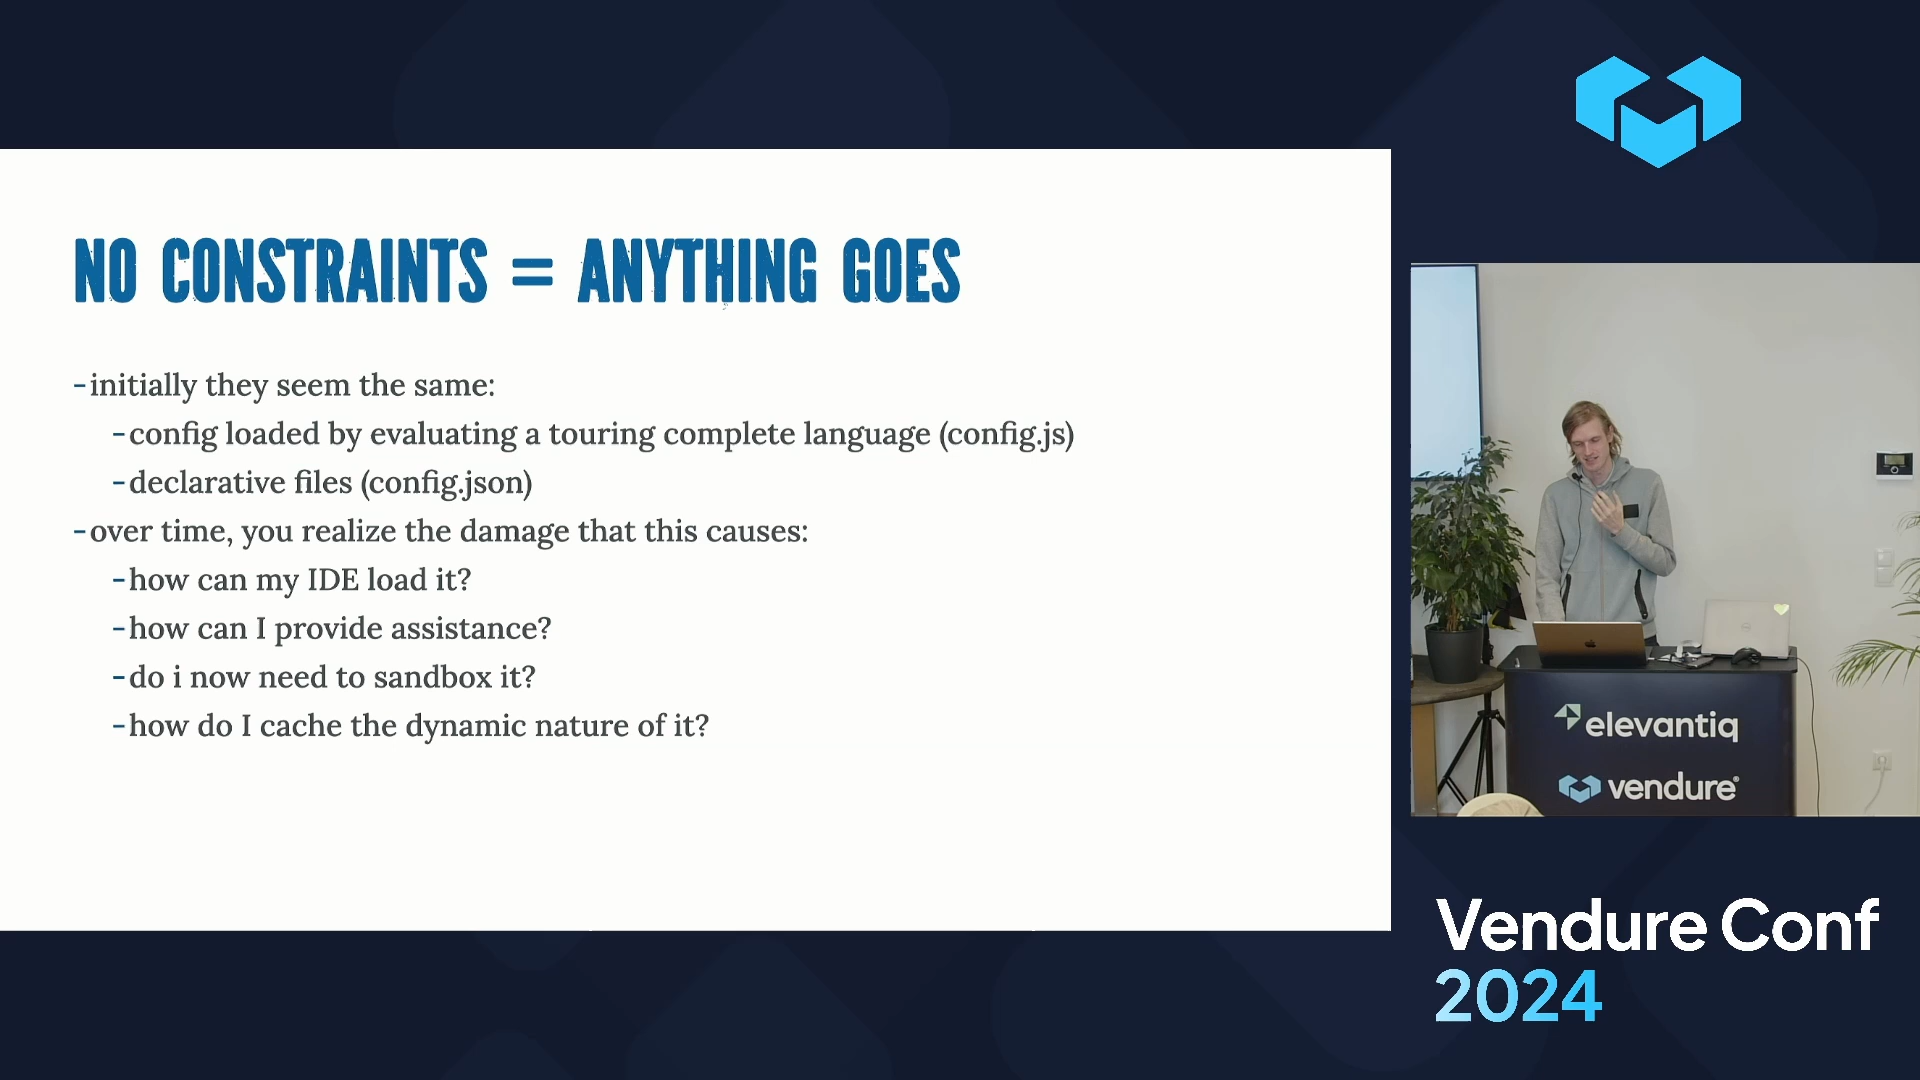 NO CONSTRAINTS = ANYTHING GOES
-initially they seem the same:
-config loaded by evaluating a touring complete language (config.js)
-declarative files (config.json)
-over time, you realize the damage that this causes:
-how can my IDE load it?
-how can I provide assistance?
-do i now need to sandbox it?
-how do I cache the dynamic nature of it?
elevantiq
vendure®
Vendure Conf
2024